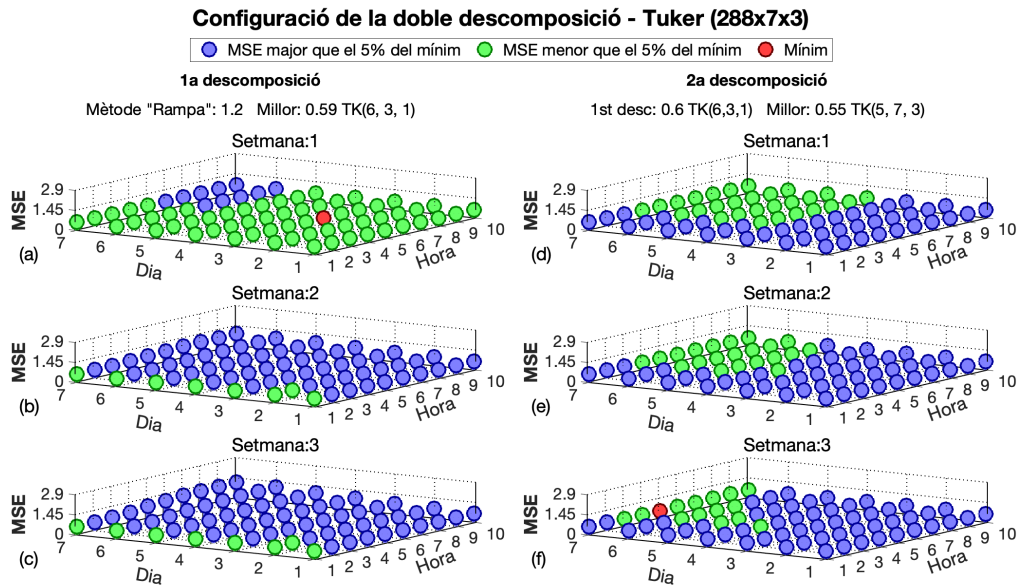 Configuració de la doble descomposició - Tuker (288x7x3)
MSE major que el 5% del mínim MSE menor que el 5% del mínim Mínim
1a descomposició
Mètode "Rampa": 1.2 Millor: 0.59 TK(6, 3, 1)
2a descomposició
1st desc: 0.6 TK(6,3,1) Millor: 0.55 TK(5, 7, 3)
Setmana:1
MSE
2.9
1.45
0
7 6 5 4 3 2 1
Dia
1 2 3 4 5 6 7 8 9 10
Hora
(a)
Setmana:1
MSE
2.9
1.45
0
7 6 5 4 3 2 1
Dia
1 2 3 4 5 6 7 8 9 10
Hora
(d)
Setmana:2
MSE
2.9
1.45
0
7 6 5 4 3 2 1
Dia
1 2 3 4 5 6 7 8 9 10
Hora
(b)
Setmana:2
MSE
2.9
1.45
0
7 6 5 4 3 2 1
Dia
1 2 3 4 5 6 7 8 9 10
Hora
(e)
Setmana:3
MSE
2.9
1.45
0
7 6 5 4 3 2 1
Dia
1 2 3 4 5 6 7 8 9 10
Hora
(c)
Setmana:3
MSE
2.9
1.45
0
7 6 5 4 3 2 1
Dia
1 2 3 4 5 6 7 8 9 10
Hora
(f)